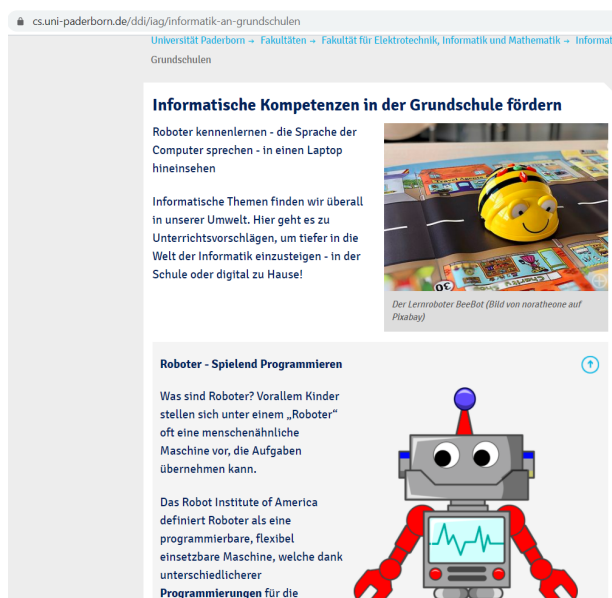 cs.uni-paderborn.de/ddi/iag/informatik-an-grundschulen
Universität Paderborn → Fakultäten → Fakultät für Elektrotechnik, Informatik und Mathematik → Informat
Grundschulen
Informatische Kompetenzen in der Grundschule fördern
Roboter kennenlernen - die Sprache der
Computer sprechen - in einen Laptop
hineinsehen
Informatische Themen finden wir überall
in unserer Umwelt. Hier geht es zu
Unterrichtsvorschlägen, um tiefer in die
Welt der Informatik einzusteigen - in der
Schule oder digital zu Hause!
Travel Agents
Charity
30
Der Lernroboter BeeBot (Bild von noratheone auf
Pixabay)
Roboter - Spielend Programmieren
Was sind Roboter? Vorallem Kinder
stellen sich unter einem „Roboter“
oft eine menschenähnliche
Maschine vor, die Aufgaben
übernehmen kann.
Das Robot Institute of America
definiert Roboter als eine
programmierbare, flexibel
einsetzbare Maschine, welche dank
unterschiedlicherer
Programmierungen für die